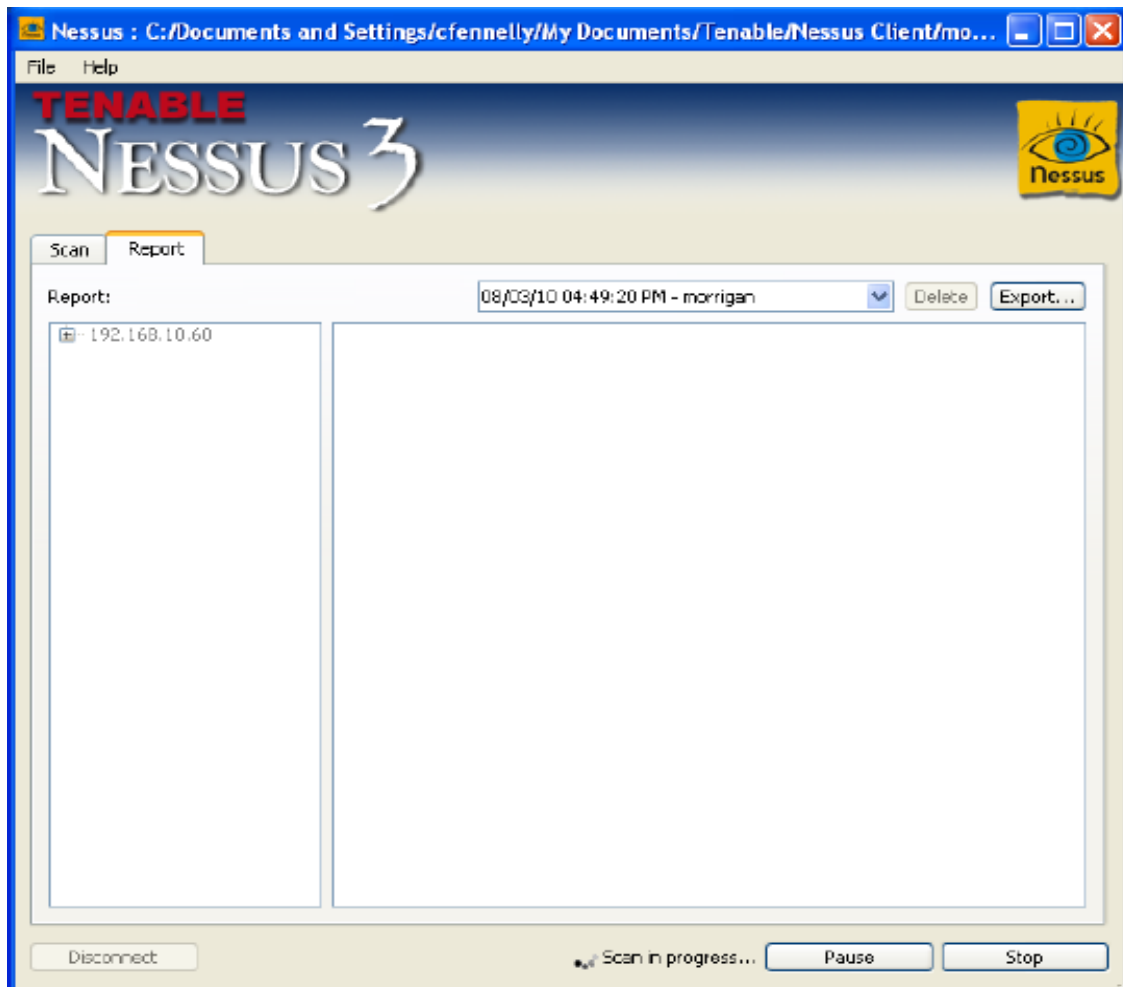 Nessus : C:/Documents and Settings/cfennelly/My Documents/Tenable/Nessus Client/mo...
File Help
TENABLE
NESSUS 3
Nessus
Scan Report
Report: 08/03/10 04:49:20 PM - morrigan Delete Export...
192.168.10.60
Disconnect Scan in progress... Pause Stop